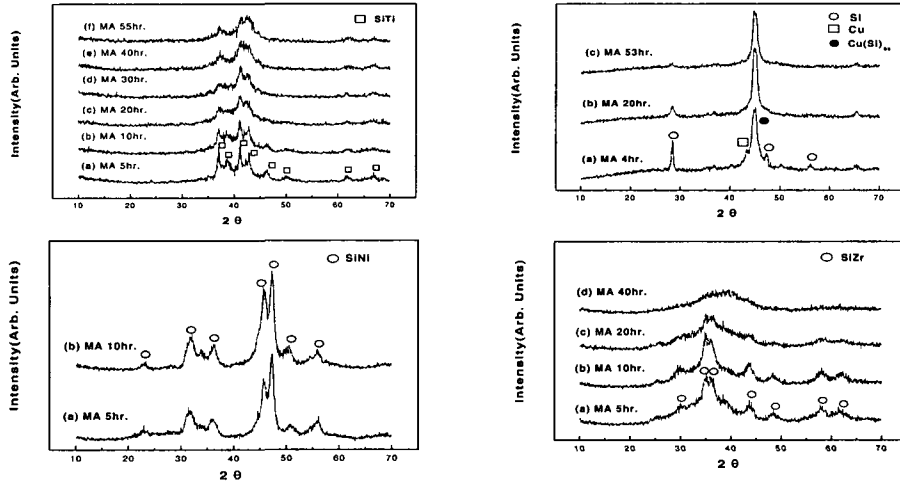 SiTi
(f) MA 55hr.
(e) MA 40hr.
(d) MA 30hr.
(c) MA 20hr.
(b) MA 10hr.
(a) MA 5hr.
Intensity(Arb. Units)
10 20 30 40 50 60 70
2 θ
Si
Cu
Cu(Si)
(c) MA 53hr.
(b) MA 20hr.
(a) MA 4hr.
Intensity(Arb. Units)
10 20 30 40 50 60 70
2 θ
SiNi
(b) MA 10hr.
(a) MA 5hr.
Intensity(Arb. Units)
10 20 30 40 50 60 70
2 θ
SiZr
(d) MA 40hr.
(c) MA 20hr.
(b) MA 10hr.
(a) MA 5hr.
Intensity(Arb. Units)
10 20 30 40 50 60 70
2 θ